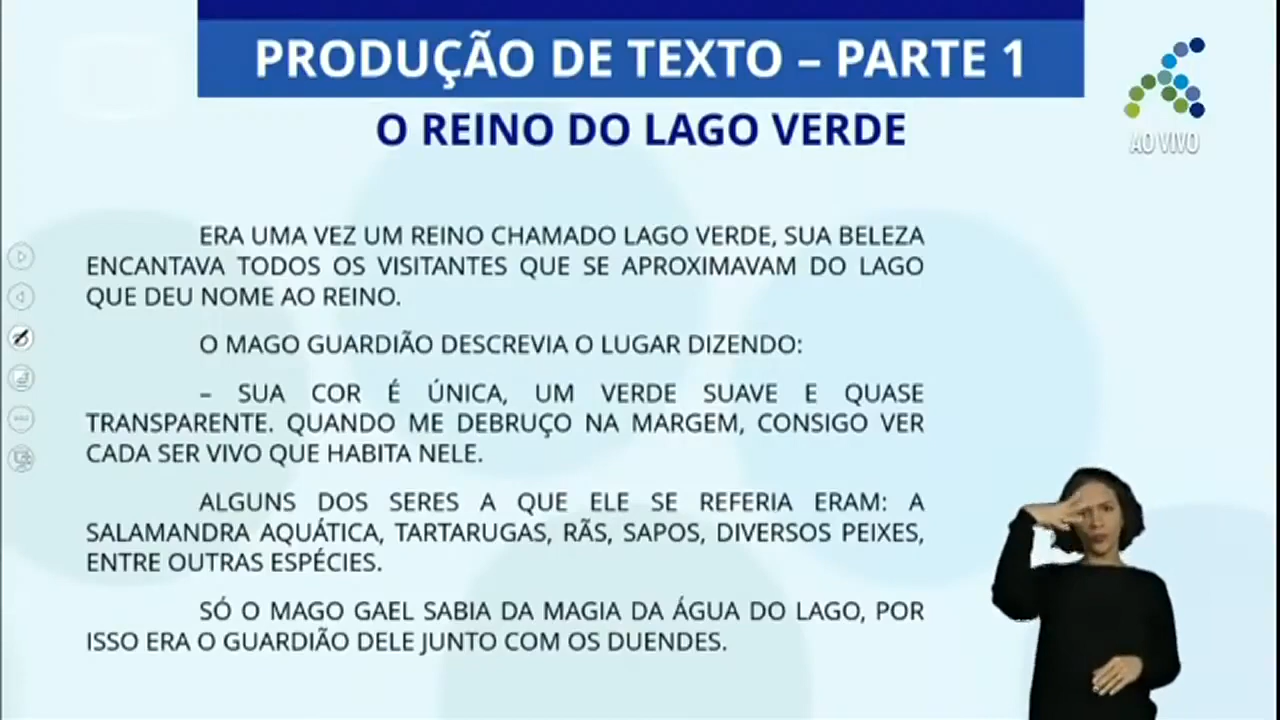 PRODUÇÃO DE TEXTO – PARTE 1
O REINO DO LAGO VERDE
AO VIVO
ERA UMA VEZ UM REINO CHAMADO LAGO VERDE, SUA BELEZA
ENCANTAVA TODOS OS VISITANTES QUE SE APROXIMAVAM DO LAGO
QUE DEU NOME AO REINO.
O MAGO GUARDIÃO DESCREVIA O LUGAR DIZENDO:
– SUA COR É ÚNICA, UM VERDE SUAVE E QUASE
TRANSPARENTE. QUANDO ME DEBRUÇO NA MARGEM, CONSIGO VER
CADA SER VIVO QUE HABITA NELE.
ALGUNS DOS SERES A QUE ELE SE REFERIA ERAM: A
SALAMANDRA AQUÁTICA, TARTARUGAS, RÃS, SAPOS, DIVERSOS PEIXES,
ENTRE OUTRAS ESPÉCIES.
SÓ O MAGO GAEL SABIA DA MAGIA DA ÁGUA DO LAGO, POR
ISSO ERA O GUARDIÃO DELE JUNTO COM OS DUENDES.